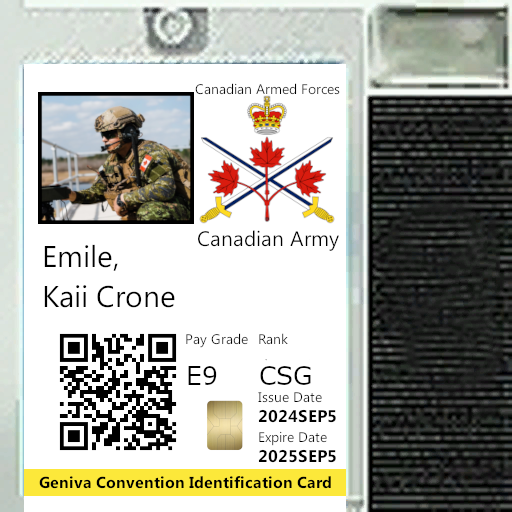 Canadian Armed Forces
Canadian Army
Emile,
Kaii Crone
Pay Grade Rank
E9 CSG
Issue Date
2024SEP5
Expire Date
2025SEP5
Geniva Convention Identification Card